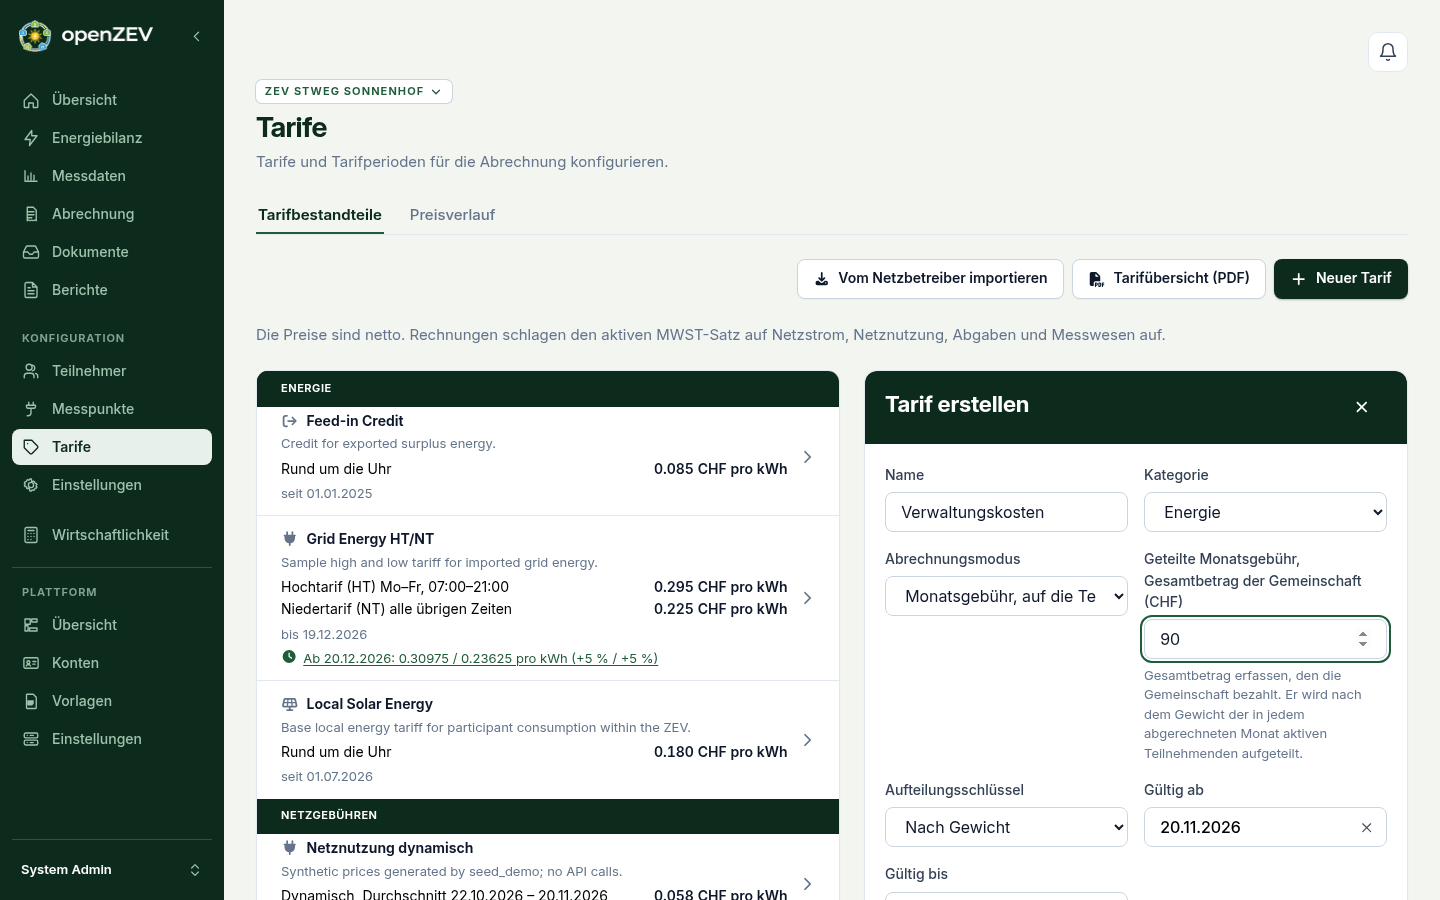 openZEV
Übersicht
Energiebilanz
Messdaten
Abrechnung
Dokumente
Berichte
KONFIGURATION
Teilnehmer
Messpunkte
Tarife
Einstellungen
Wirtschaftlichkeit
PLATTFORM
Übersicht
Konten
Vorlagen
Einstellungen
System Admin
ZEV STWEG SONNENHOF
Tarife
Tarife und Tarifperioden für die Abrechnung konfigurieren.
Tarifbestandteile
Preisverlauf
Vom Netzbetreiber importieren
Tarifübersicht (PDF)
Neuer Tarif
Die Preise sind netto. Rechnungen schlagen den aktiven MWST-Satz auf Netzstrom, Netznutzung, Abgaben und Messwesen auf.
ENERGIE
Feed-in Credit
Credit for exported surplus energy.
Rund um die Uhr 0.085 CHF pro kWh
seit 01.01.2025
Grid Energy HT/NT
Sample high and low tariff for imported grid energy.
Hochtarif (HT) Mo–Fr, 07:00–21:00 0.295 CHF pro kWh
Niedertarif (NT) alle übrigen Zeiten 0.225 CHF pro kWh
bis 19.12.2026
Ab 20.12.2026: 0.30975 / 0.23625 pro kWh (+5 % / +5 %)
Local Solar Energy
Base local energy tariff for participant consumption within the ZEV.
Rund um die Uhr 0.180 CHF pro kWh
seit 01.07.2026
NETZGEBÜHREN
Netznutzung dynamisch
Synthetic prices generated by seed_demo; no API calls.
Dynamisch, Durchschnitt 22.10.2026 – 20.11.2026 0.058 CHF pro kWh
Tarif erstellen
Name
Verwaltungskosten
Kategorie
Energie
Abrechnungsmodus
Monatsgebühr, auf die Te
Geteilte Monatsgebühr,
Gesamtbetrag der Gemeinschaft
(CHF)
90
Gesamtbetrag erfassen, den die
Gemeinschaft bezahlt. Er wird nach
dem Gewicht der in jedem
abgerechneten Monat aktiven
Teilnehmenden aufgeteilt.
Aufteilungsschlüssel
Nach Gewicht
Gültig ab
20.11.2026
Gültig bis